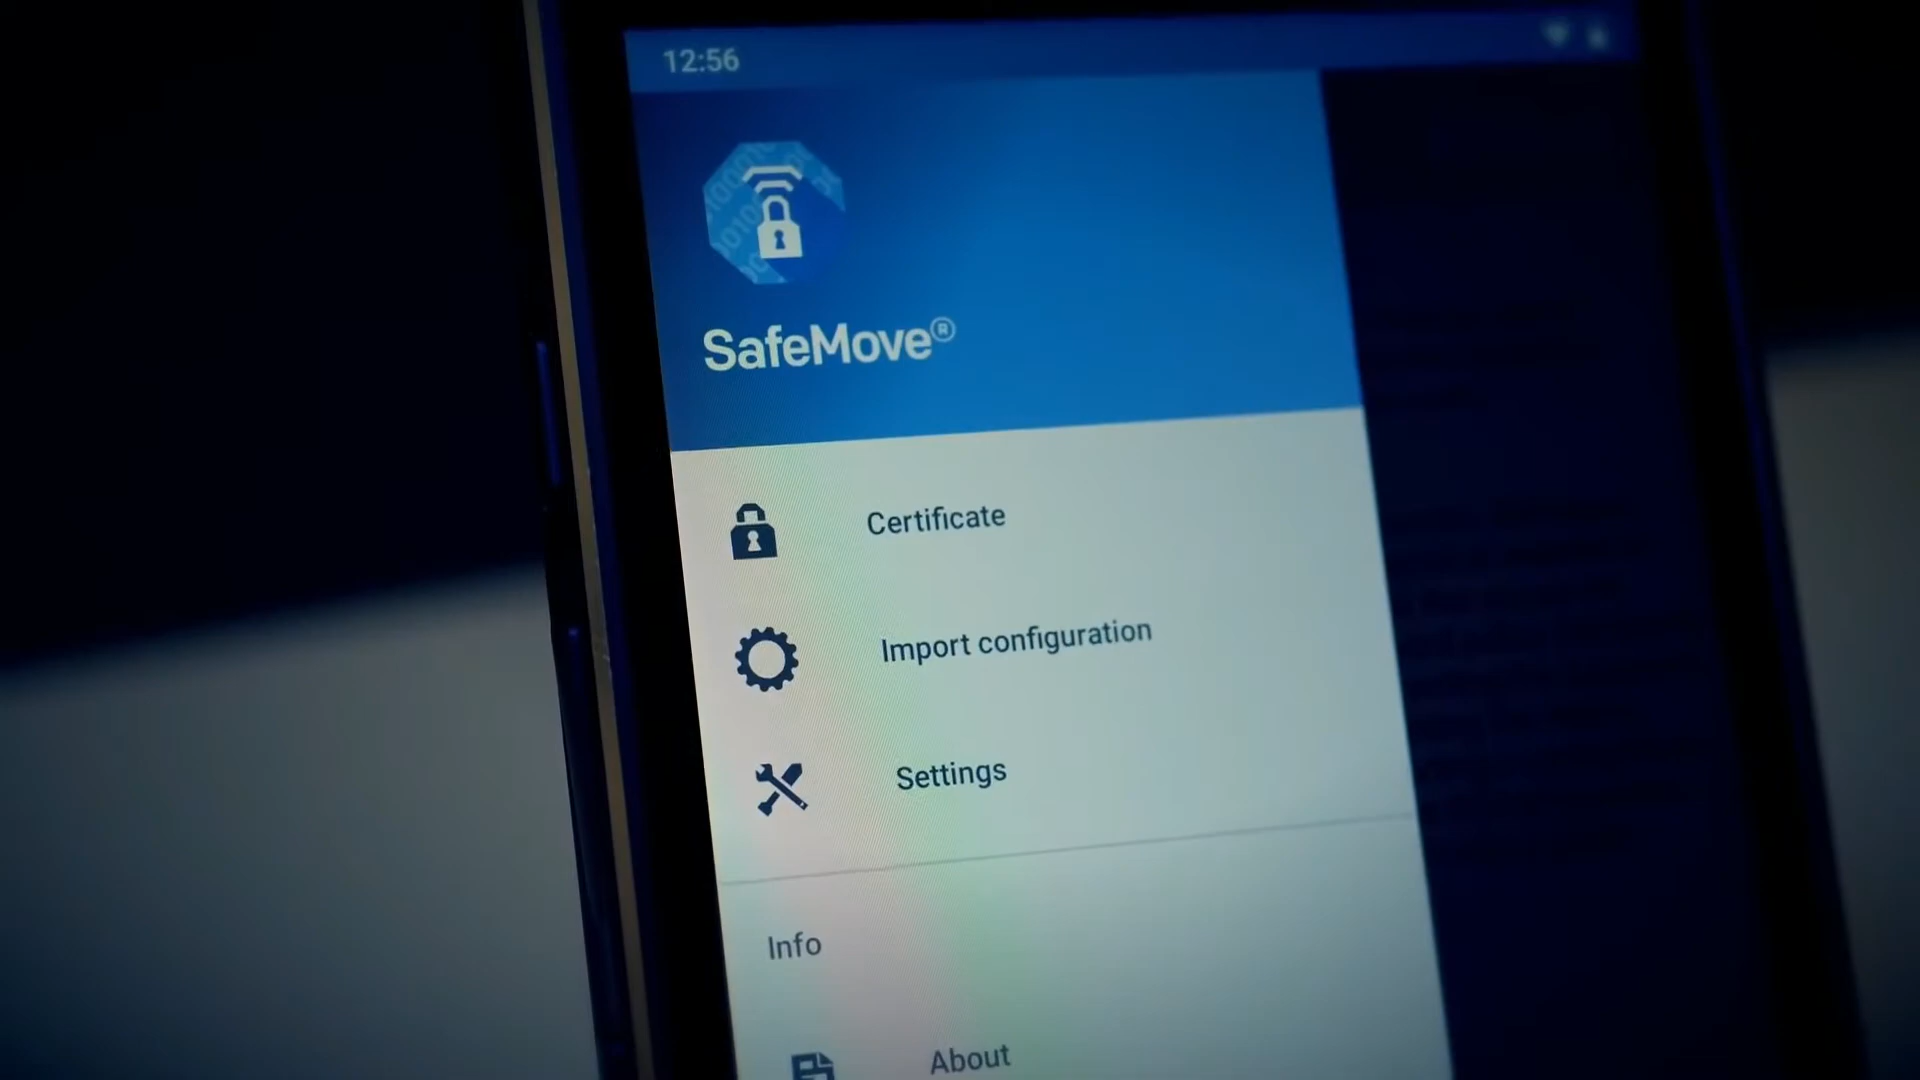 12:56
SafeMove®
Certificate
Import configuration
Settings
Info
About